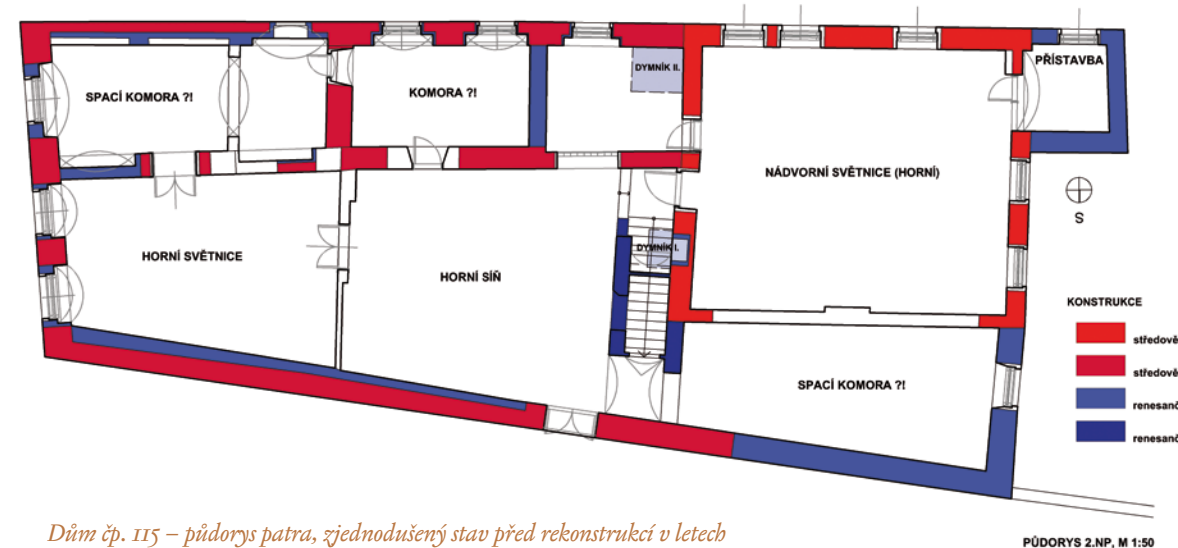 DYMNÍK II.
PŘÍSTAVBA
SPACÍ KOMORA ?!
KOMORA ?!
NÁDVORNÍ SVĚTNICE (HORNÍ)
S
DYMNÍK I.
HORNÍ SVĚTNICE
HORNÍ SÍŇ
KONSTRUKCE
středově
středově
SPACÍ KOMORA ?!
renesanč
renesanč
Dům čp. 115 – půdorys patra, zjednodušený stav před rekonstrukcí v letech
PŮDORYS 2.NP, M 1:50